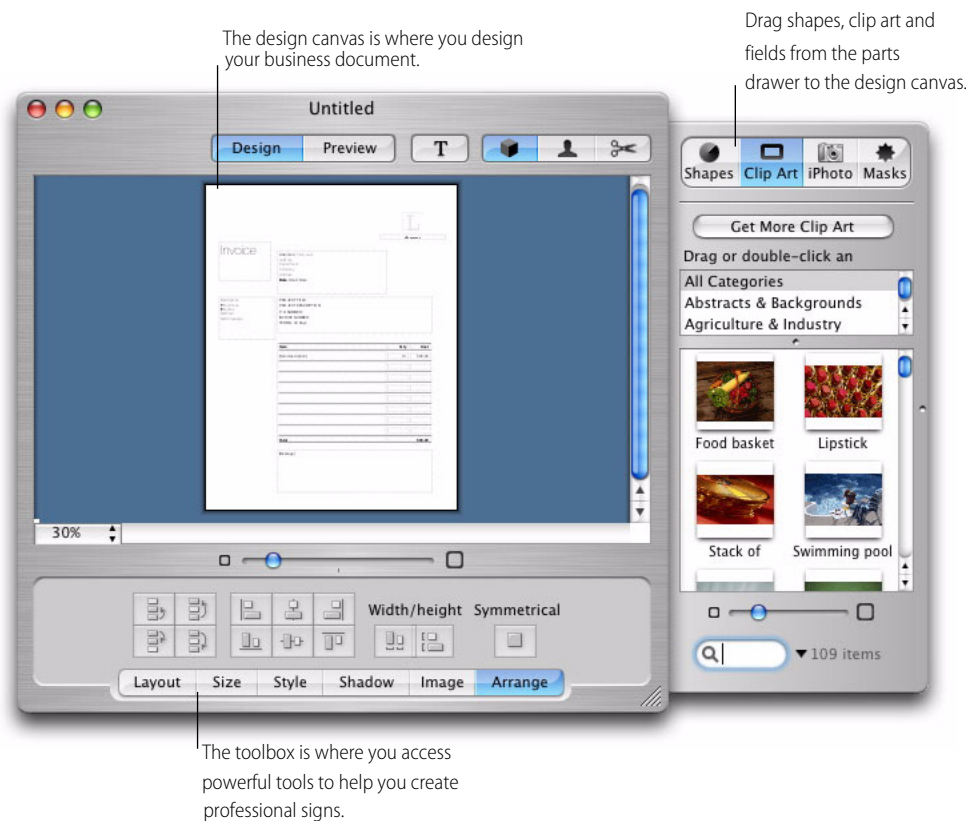 The design canvas is where you design
your business document.
Drag shapes, clip art and
fields from the parts
drawer to the design canvas.
Untitled
Design Preview T
Shapes Clip Art iPhoto Masks
Get More Clip Art
Drag or double-click an
All Categories
Abstracts & Backgrounds
Agriculture & Industry
Invoice
L
Food basket Lipstick
Stack of Swimming pool
30%
Width/height Symmetrical
109 items
Layout Size Style Shadow Image Arrange
The toolbox is where you access
powerful tools to help you create
professional signs.